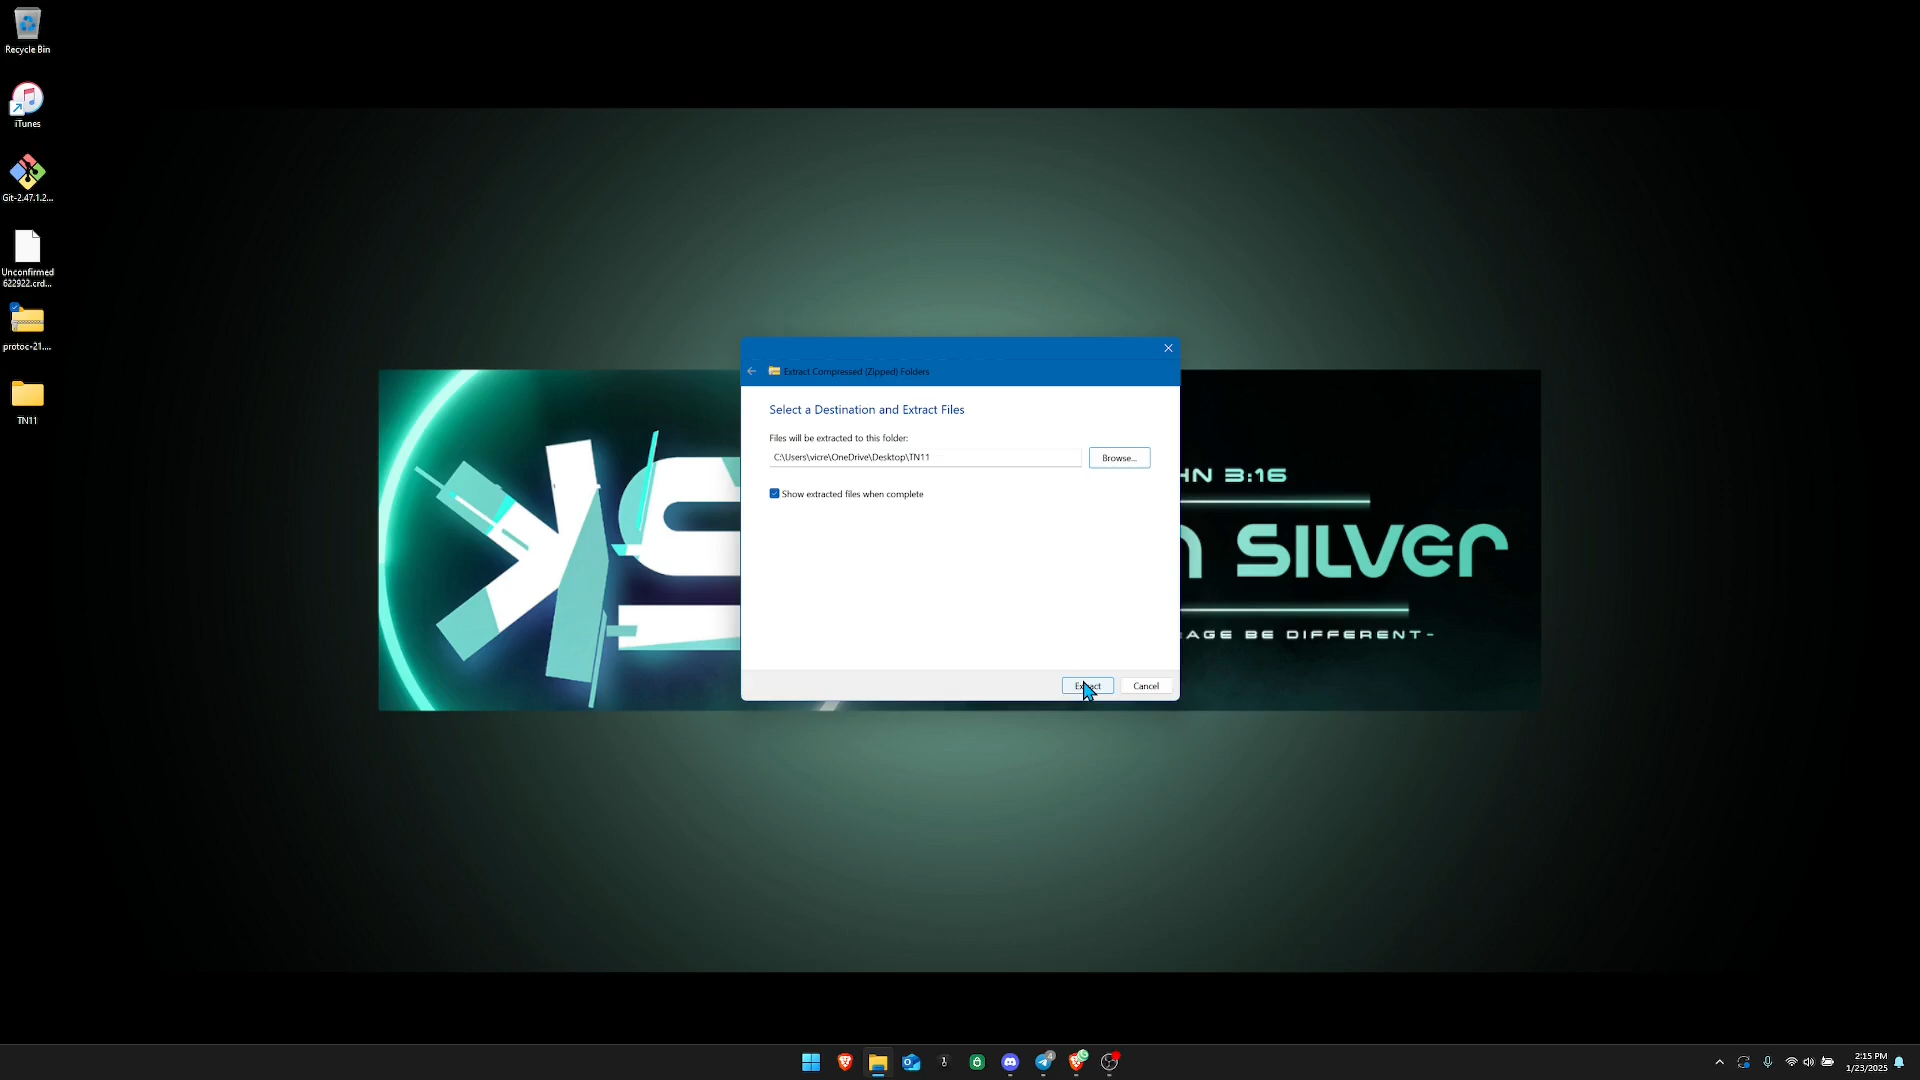 Recycle Bin
iTunes
Git-2.47.1.2...
Unconfirmed
622922.crd...
protoc-21....
TN11
Extract Compressed (Zipped) Folders
Select a Destination and Extract Files
Files will be extracted to this folder:
C:\Users\vicre\OneDrive\Desktop\TN11
Browse...
Show extracted files when complete
Extract
Cancel
HN 3:16
SILVER
AGE BE DIFFERENT-
4
2:15 PM
1/23/2025